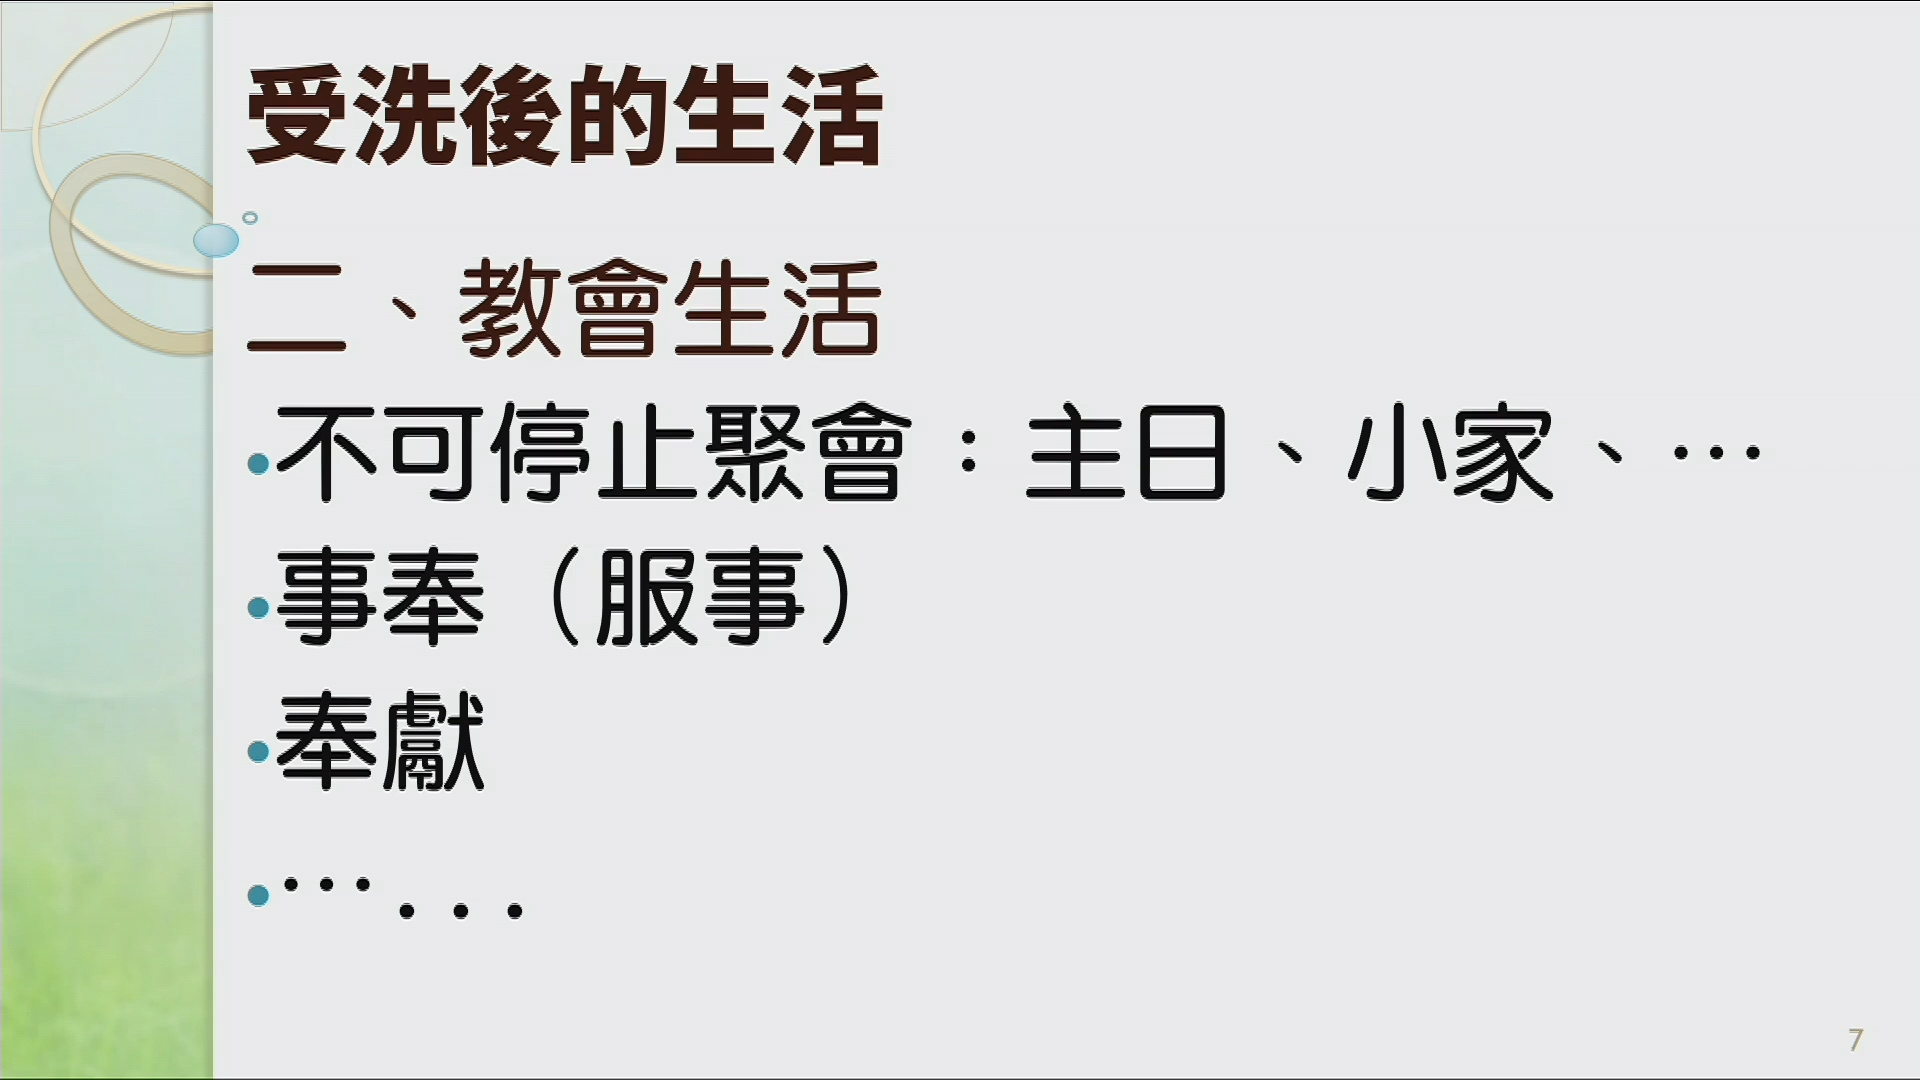 受洗後的生活
二、教會生活
•不可停止聚會：主日、小家、…
•事奉（服事）
•奉獻
•…...
7